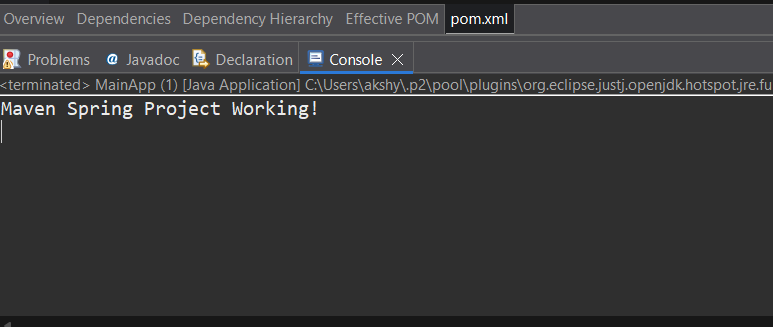 Overview Dependencies Dependency Hierarchy Effective POM pom.xml
Problems @ Javadoc Declaration Console
<terminated> MainApp (1) [Java Application] C:\Users\akshy\.p2\pool\plugins\org.eclipse.justj.openjdk.hotspot.jre.fu
Maven Spring Project Working!